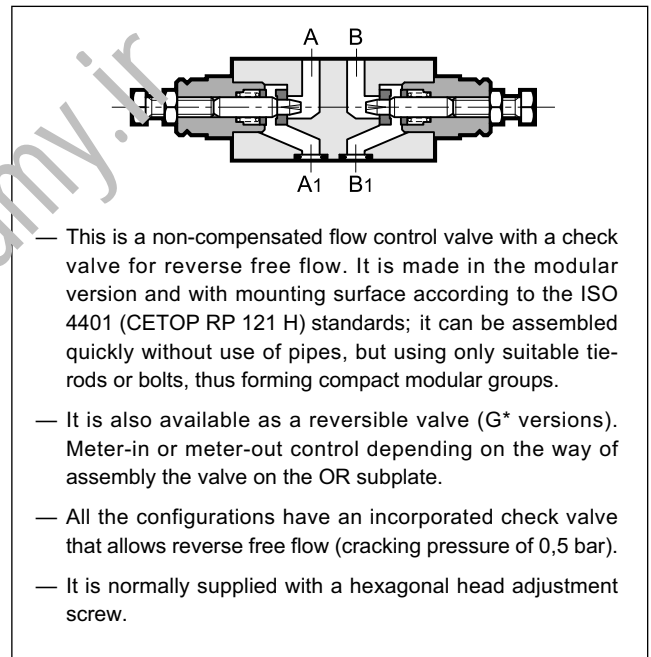 A B
A1 B1
— This is a non-compensated flow control valve with a check
valve for reverse free flow. It is made in the modular
version and with mounting surface according to the ISO
4401 (CETOP RP 121 H) standards; it can be assembled
quickly without use of pipes, but using only suitable tie-
rods or bolts, thus forming compact modular groups.
— It is also available as a reversible valve (G* versions).
Meter-in or meter-out control depending on the way of
assembly the valve on the OR subplate.
— All the configurations have an incorporated check valve
that allows reverse free flow (cracking pressure of 0,5 bar).
— It is normally supplied with a hexagonal head adjustment
screw.